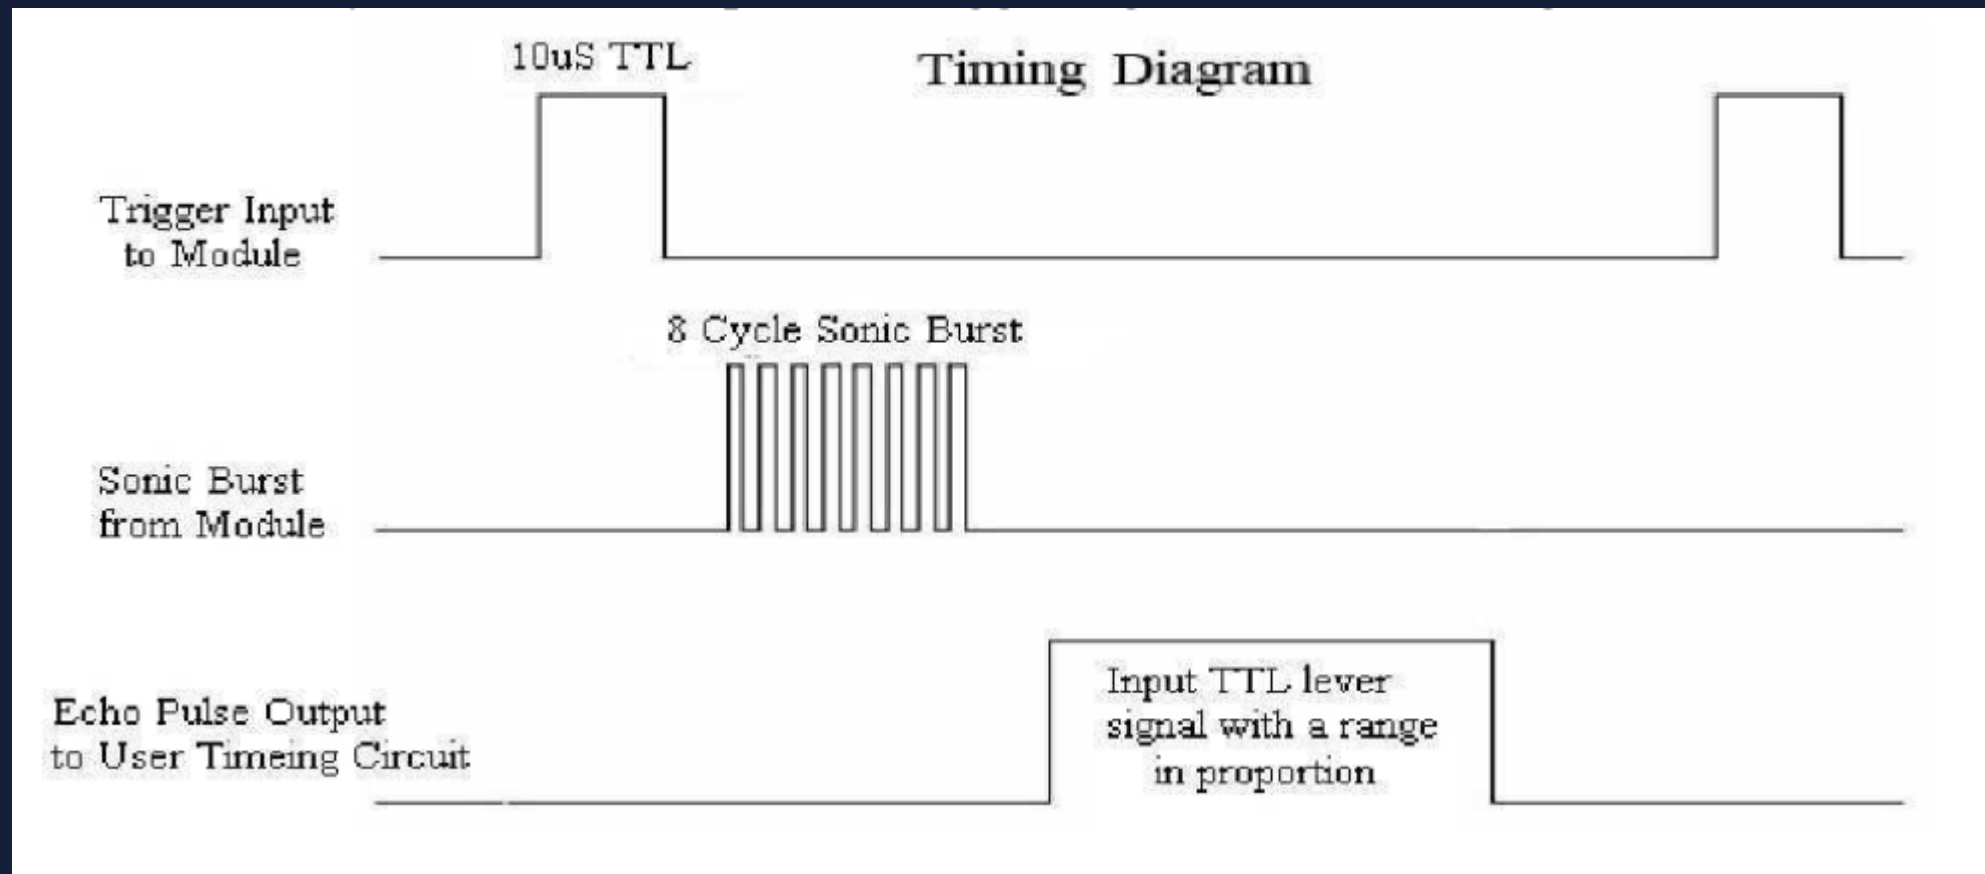 10uS TTL
Timing Diagram
Trigger Input
to Module
8 Cycle Sonic Burst
Sonic Burst
from Module
Echo Pulse Output
to User Timeing Circuit
Input TTL lever
signal with a range
in proportion